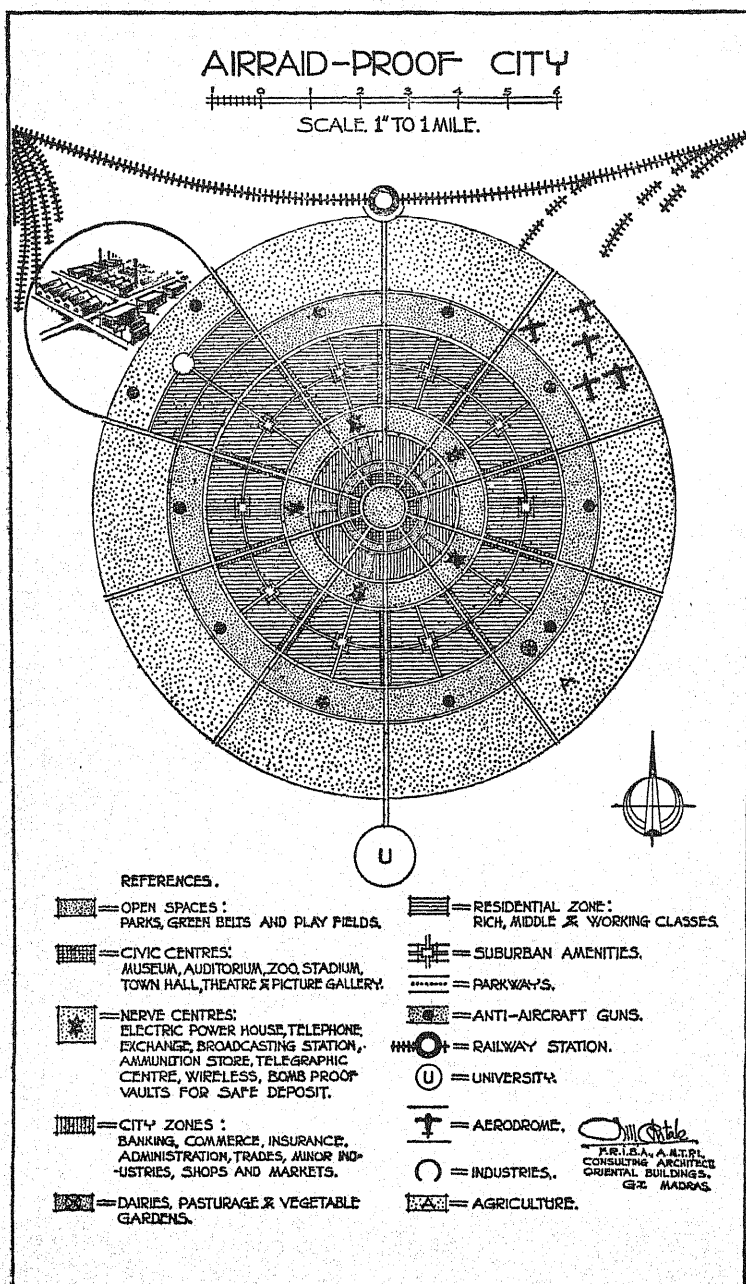 AIRRAID-PROOF CITY
1 0 1 2 3 4 5 6
SCALE 1" TO 1 MILE.
A
U
REFERENCES.
= OPEN SPACES:
PARKS, GREEN BELTS AND PLAY FIELDS.
= CIVIC CENTRES:
MUSEUM, AUDITORIUM, ZOO, STADIUM,
TOWN HALL, THEATRE & PICTURE GALLERY.
= NERVE CENTRES:
ELECTRIC POWER HOUSE, TELEPHONE
EXCHANGE, BROADCASTING STATION,
AMMUNITION STORE, TELEGRAPHIC
CENTRE, WIRELESS, BOMB PROOF
VAULTS FOR SAFE DEPOSIT.
= CITY ZONES:
BANKING, COMMERCE, INSURANCE,
ADMINISTRATION, TRADES, MINOR IND-
-USTRIES, SHOPS AND MARKETS.
= DAIRIES, PASTURAGE & VEGETABLE
GARDENS.
= RESIDENTIAL ZONE:
RICH, MIDDLE & WORKING CLASSES.
= SUBURBAN AMENITIES.
= PARKWAY'S.
= ANTI-AIRCRAFT GUNS.
= RAILWAY STATION.
U = UNIVERSITY.
= AERODROME.
= INDUSTRIES.
A = AGRICULTURE.
F.R.I.B.A., A.M.T.P.I.,
CONSULTING ARCHITECT
ORIENTAL BUILDINGS.
G.T. MADRAS